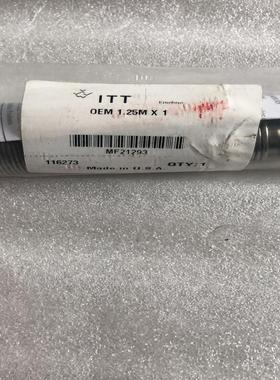 ITT
OEM 1.25M X 1
MF21293
116273 QTY: 1
Made in U.S.A.